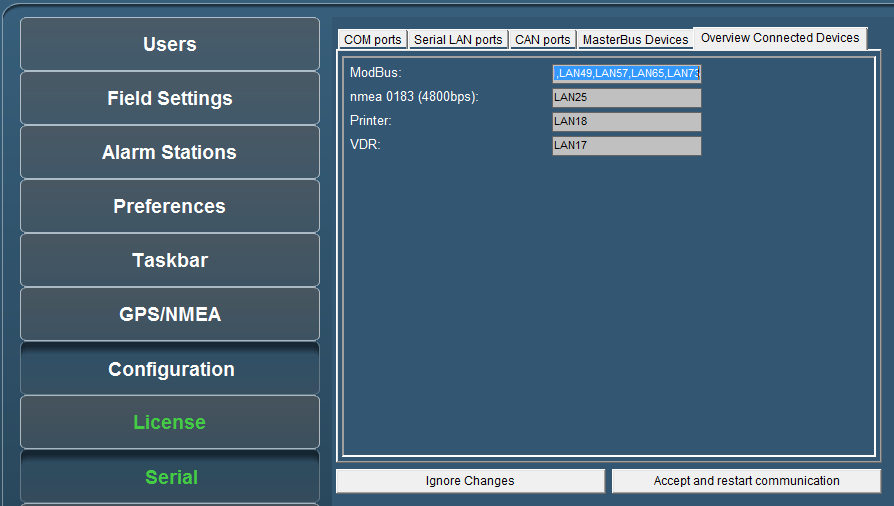 Users
Field Settings
Alarm Stations
Preferences
Taskbar
GPS/NMEA
Configuration
License
Serial
COM ports Serial LAN ports CAN ports MasterBus Devices Overview Connected Devices
ModBus: ,LAN49,LAN57,LAN65,LAN73
nmea 0183 (4800bps): LAN25
Printer: LAN18
VDR: LAN17
Ignore Changes Accept and restart communication